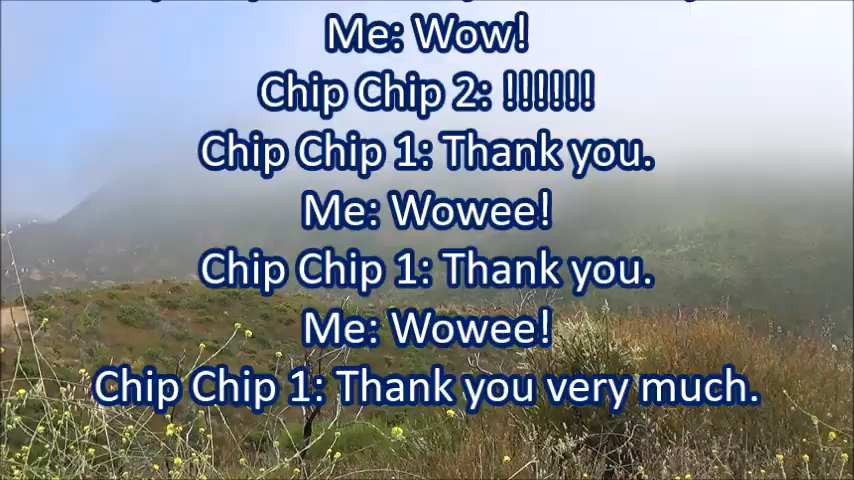 Me: Wow!
Chip Chip 2: !!!!!!
Chip Chip 1: Thank you.
Me: Wowee!
Chip Chip 1: Thank you.
Me: Wowee!
Chip Chip 1: Thank you very much.